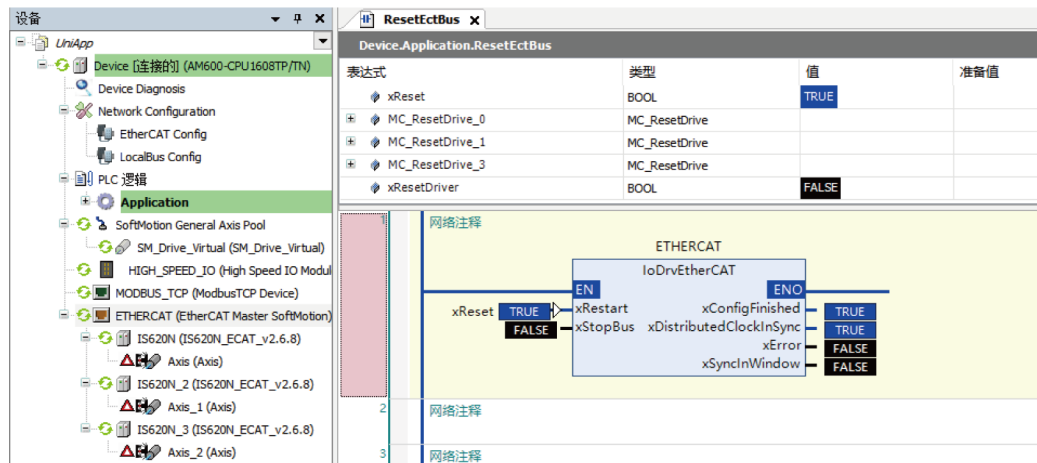 设备
UniApp
Device [连接的] (AM600-CPU1608TP/TN)
Device Diagnosis
Network Configuration
EtherCAT Config
LocalBus Config
PLC 逻辑
Application
SoftMotion General Axis Pool
SM_Drive_Virtual (SM_Drive_Virtual)
HIGH_SPEED_IO (High Speed IO Modul
MODBUS_TCP (ModbusTCP Device)
ETHERCAT (EtherCAT Master SoftMotion)
IS620N (IS620N_ECAT_v2.6.8)
Axis (Axis)
IS620N_2 (IS620N_ECAT_v2.6.8)
Axis_1 (Axis)
IS620N_3 (IS620N_ECAT_v2.6.8)
Axis_2 (Axis)
ResetEctBus
Device.Application.ResetEctBus
表达式 类型 值 准备值
xReset BOOL TRUE
MC_ResetDrive_0 MC_ResetDrive
MC_ResetDrive_1 MC_ResetDrive
MC_ResetDrive_3 MC_ResetDrive
xResetDriver BOOL FALSE
1 网络注释
ETHERCAT
IoDrvEtherCAT
EN ENO
xReset TRUE xRestart xConfigFinished TRUE
FALSE xStopBus xDistributedClockInSync TRUE
xError FALSE
xSyncInWindow FALSE
2 网络注释
3 网络注释